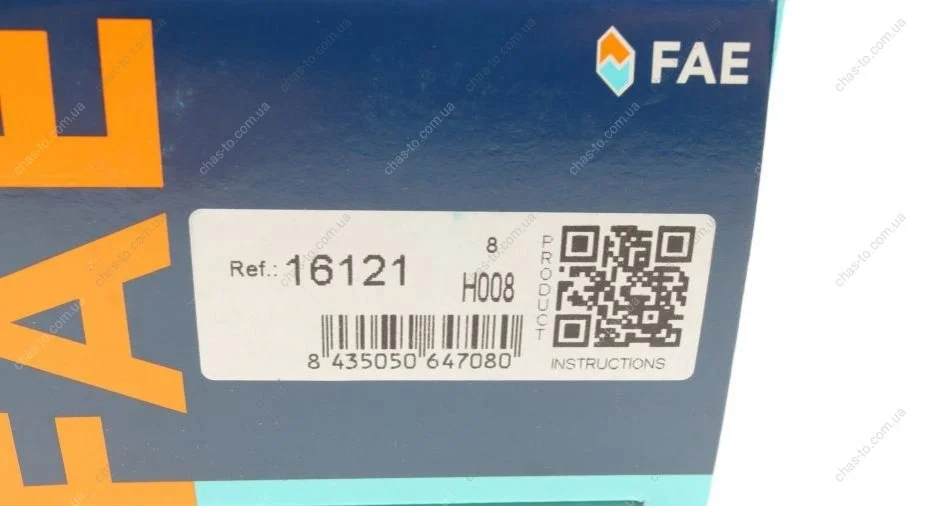 FAE
FAE
8
Ref.: 16121
H008
8 435050 647080
PRODUCT
INSTRUCTIONS
chas-to.com.ua